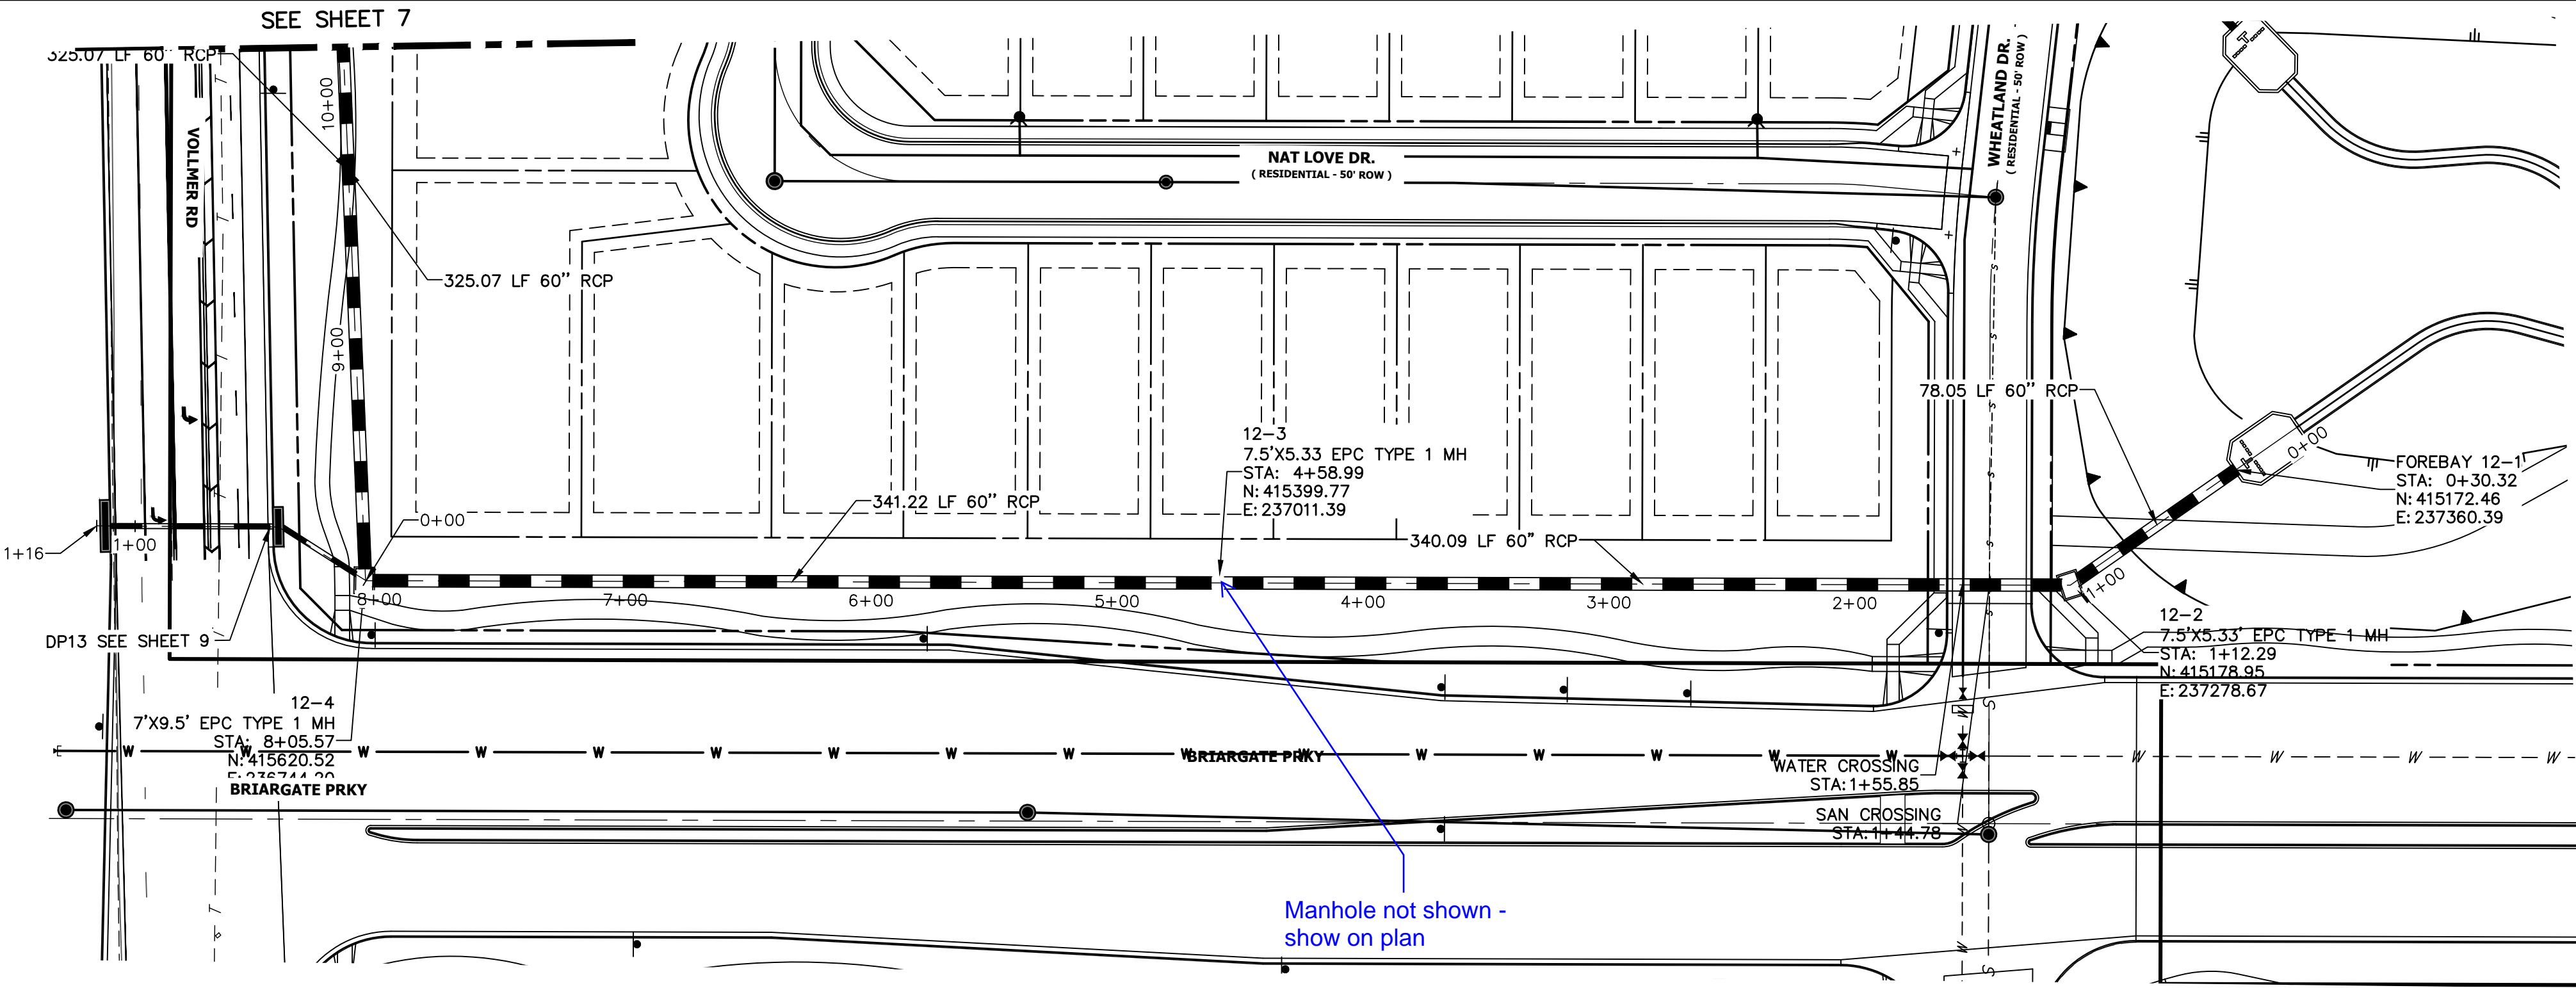 SEE SHEET 7
325.07 LF 60" RCP
10+00
VOLLMER RD
9+00
325.07 LF 60'' RCP
NAT LOVE DR.
( RESIDENTIAL - 50' ROW )
WHEATLAND DR.
( RESIDENTIAL - 50' ROW )
78.05 LF 60'' RCP
0+00
FOREBAY 12-1
STA: 0+30.32
N: 415172.46
E: 237360.39
12-3
7.5'X5.33 EPC TYPE 1 MH
STA: 4+58.99
N: 415399.77
E: 237011.39
341.22 LF 60'' RCP
340.09 LF 60" RCP
0+00
1+00
1+16
8+00
7+00
6+00
5+00
4+00
3+00
2+00
1+00
DP13 SEE SHEET 9
12-2
7.5'X5.33' EPC TYPE 1 MH
STA: 1+12.29
N: 415178.95
E: 237278.67
12-4
7'X9.5' EPC TYPE 1 MH
STA: 8+05.57
N: 415620.52
E: 236744.20
BRIARGATE PRKY
W W W W W W W W W W W W W W W W W W W W
BRIARGATE PRKY
WATER CROSSING
STA: 1+55.85
SAN CROSSING
STA: 1+44.78
Manhole not shown -
show on plan